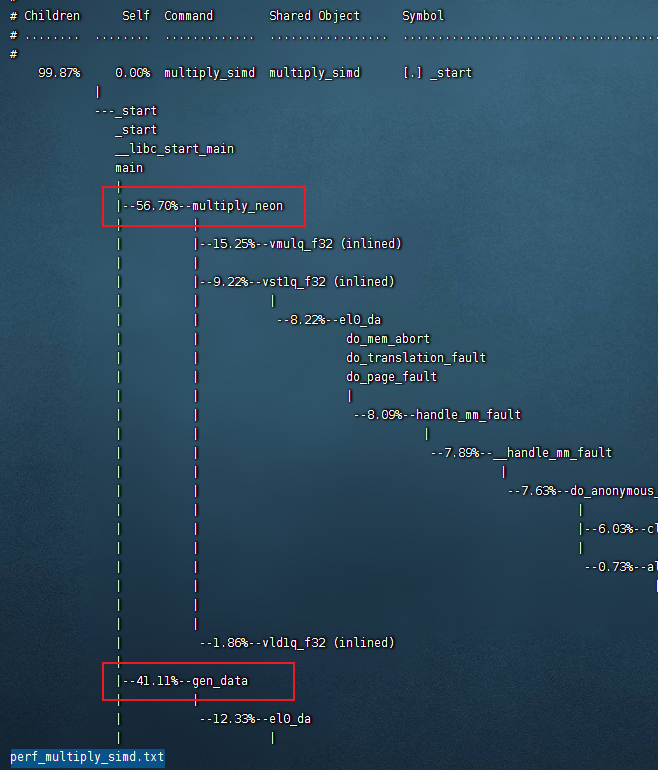 #
# Children      Self  Command        Shared Object      Symbol
# ........  ........  .............  .................  ....................................
#
    99.87%     0.00%  multiply_simd  multiply_simd      [.] _start
            |
            ---_start
               _start
               __libc_start_main
               main
               |
               |--56.70%--multiply_neon
               |          |
               |          |--15.25%--vmulq_f32 (inlined)
               |          |
               |          |--9.22%--vst1q_f32 (inlined)
               |          |          |
               |          |           --8.22%--el0_da
               |          |                     do_mem_abort
               |          |                     do_translation_fault
               |          |                     do_page_fault
               |          |                     |
               |          |                      --8.09%--handle_mm_fault
               |          |                                |
               |          |                                 --7.89%--__handle_mm_fault
               |          |                                           |
               |          |                                            --7.63%--do_anonymous_
               |          |                                                      |
               |          |                                                      |--6.03%--cl
               |          |                                                      |
               |          |                                                       --0.73%--al
               |          |                                                                 |
               |          |
               |          |
               |           --1.86%--vld1q_f32 (inlined)
               |
               |--41.11%--gen_data
               |          |
               |           --12.33%--el0_da
               |                     |
perf_multiply_simd.txt